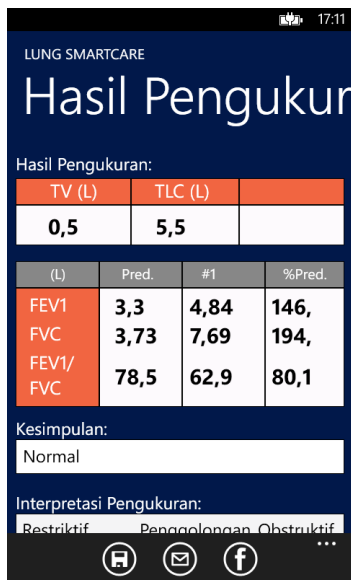 17:11
LUNG SMARTCARE
Hasil Pengukur
Hasil Pengukuran:
TV (L) TLC (L)
0,5 5,5
(L) Pred. #1 %Pred.
FEV1 3,3 4,84 146,
FVC 3,73 7,69 194,
FEV1/
FVC 78,5 62,9 80,1
Kesimpulan:
Normal
Interpretasi Pengukuran:
Restriktif Penggolongan Obstruktif
f